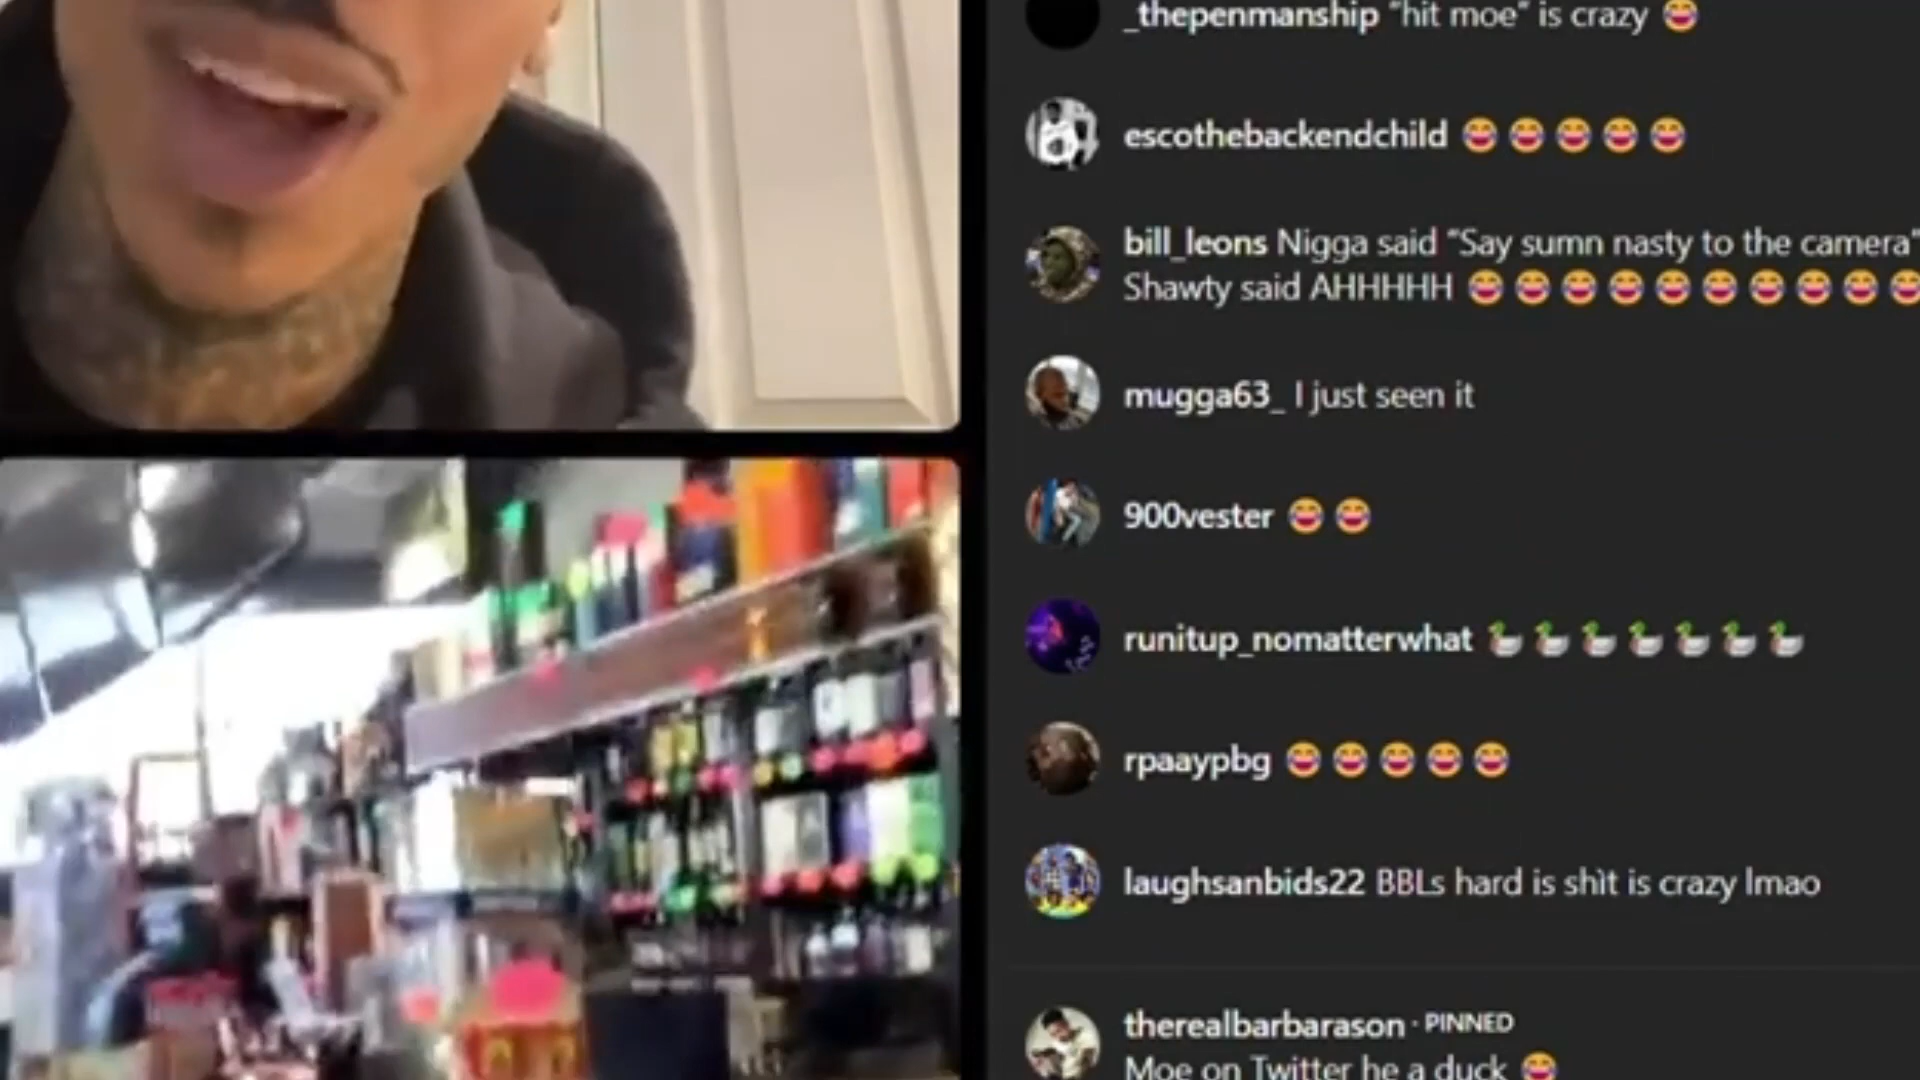 _thepenmanship "hit moe" is crazy 😂
escothebackendchild 😂😂😂😂😂
bill_leons Nigga said "Say sumn nasty to the camera"
Shawty said AHHHHH 😂😂😂😂😂😂😂😂😂😂
mugga63_ I just seen it
900vester 😂😂
runitup_nomatterwhat 🦆🦆🦆🦆🦆🦆🦆
rpaaypbg 😂😂😂😂😂
laughsanbids22 BBLs hard is shìt is crazy lmao
therealbarbarason · PINNED
Moe on Twitter he a duck 😂